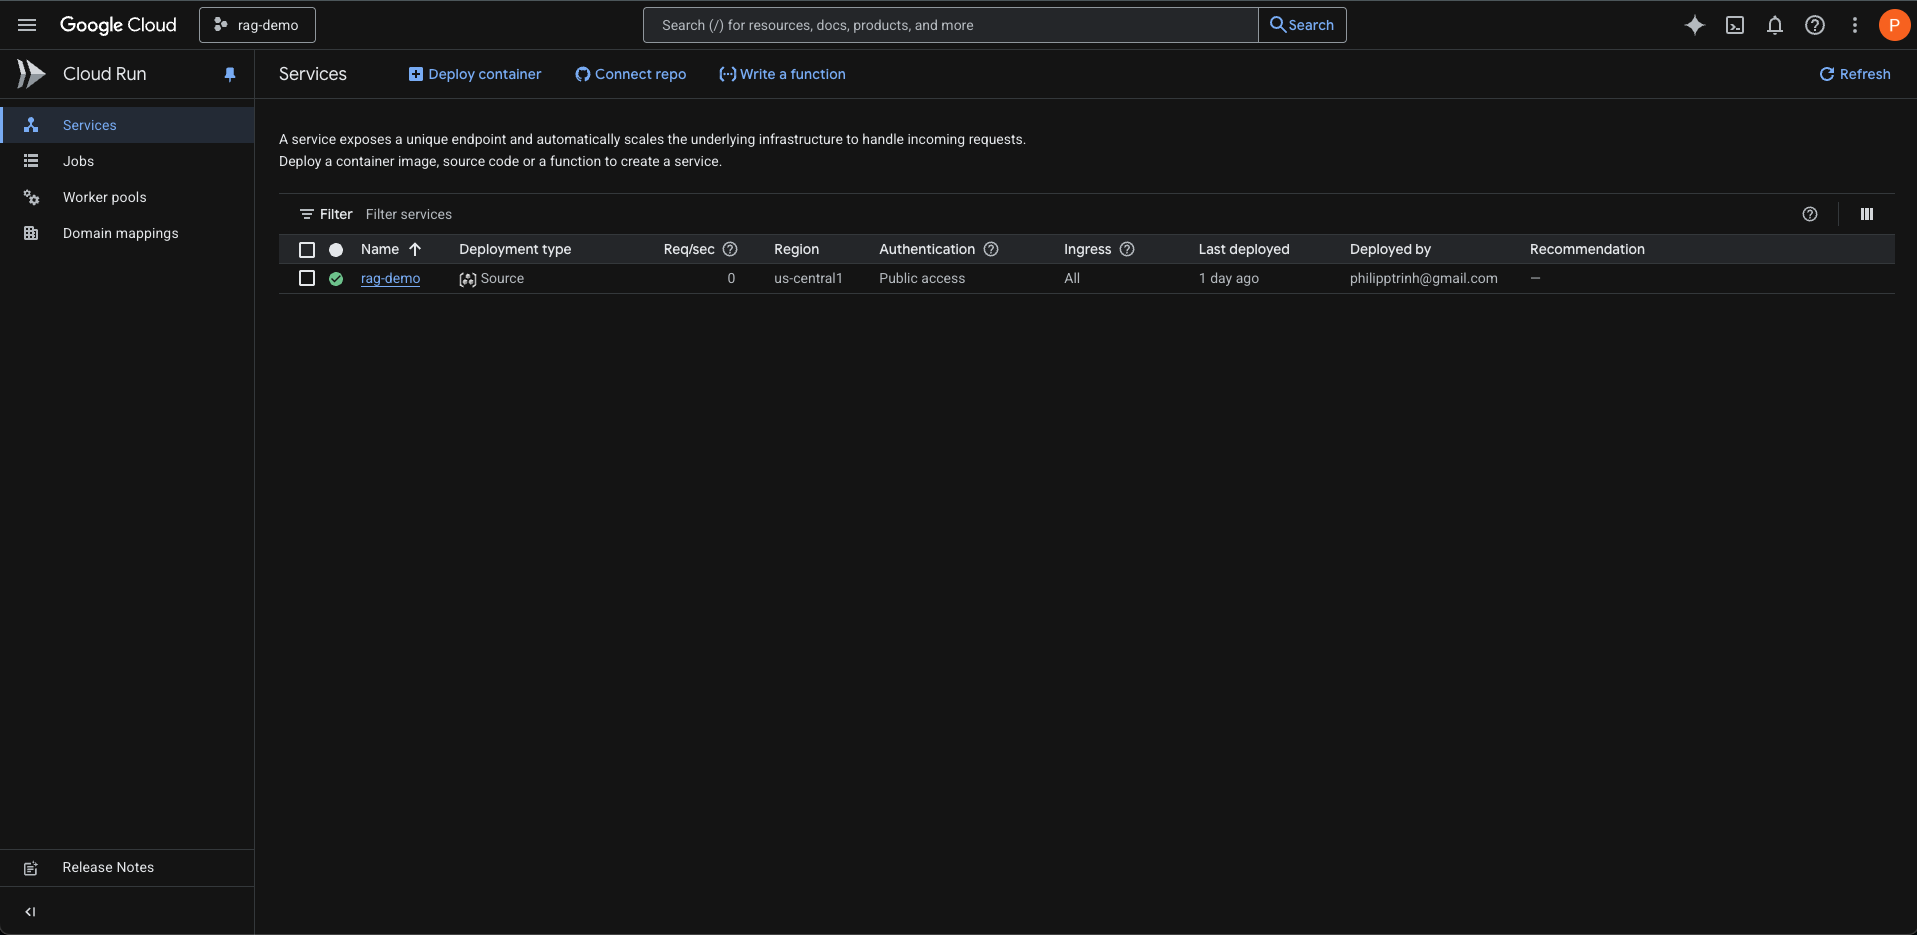 Google Cloud
rag-demo
Search (/) for resources, docs, products, and more
Search
P
Cloud Run
Services
Deploy container
Connect repo
Write a function
Refresh
Services
Jobs
Worker pools
Domain mappings
A service exposes a unique endpoint and automatically scales the underlying infrastructure to handle incoming requests.
Deploy a container image, source code or a function to create a service.
Filter Filter services
Name Deployment type Req/sec Region Authentication Ingress Last deployed Deployed by Recommendation
rag-demo Source 0 us-central1 Public access All 1 day ago philipptrinh@gmail.com —
Release Notes